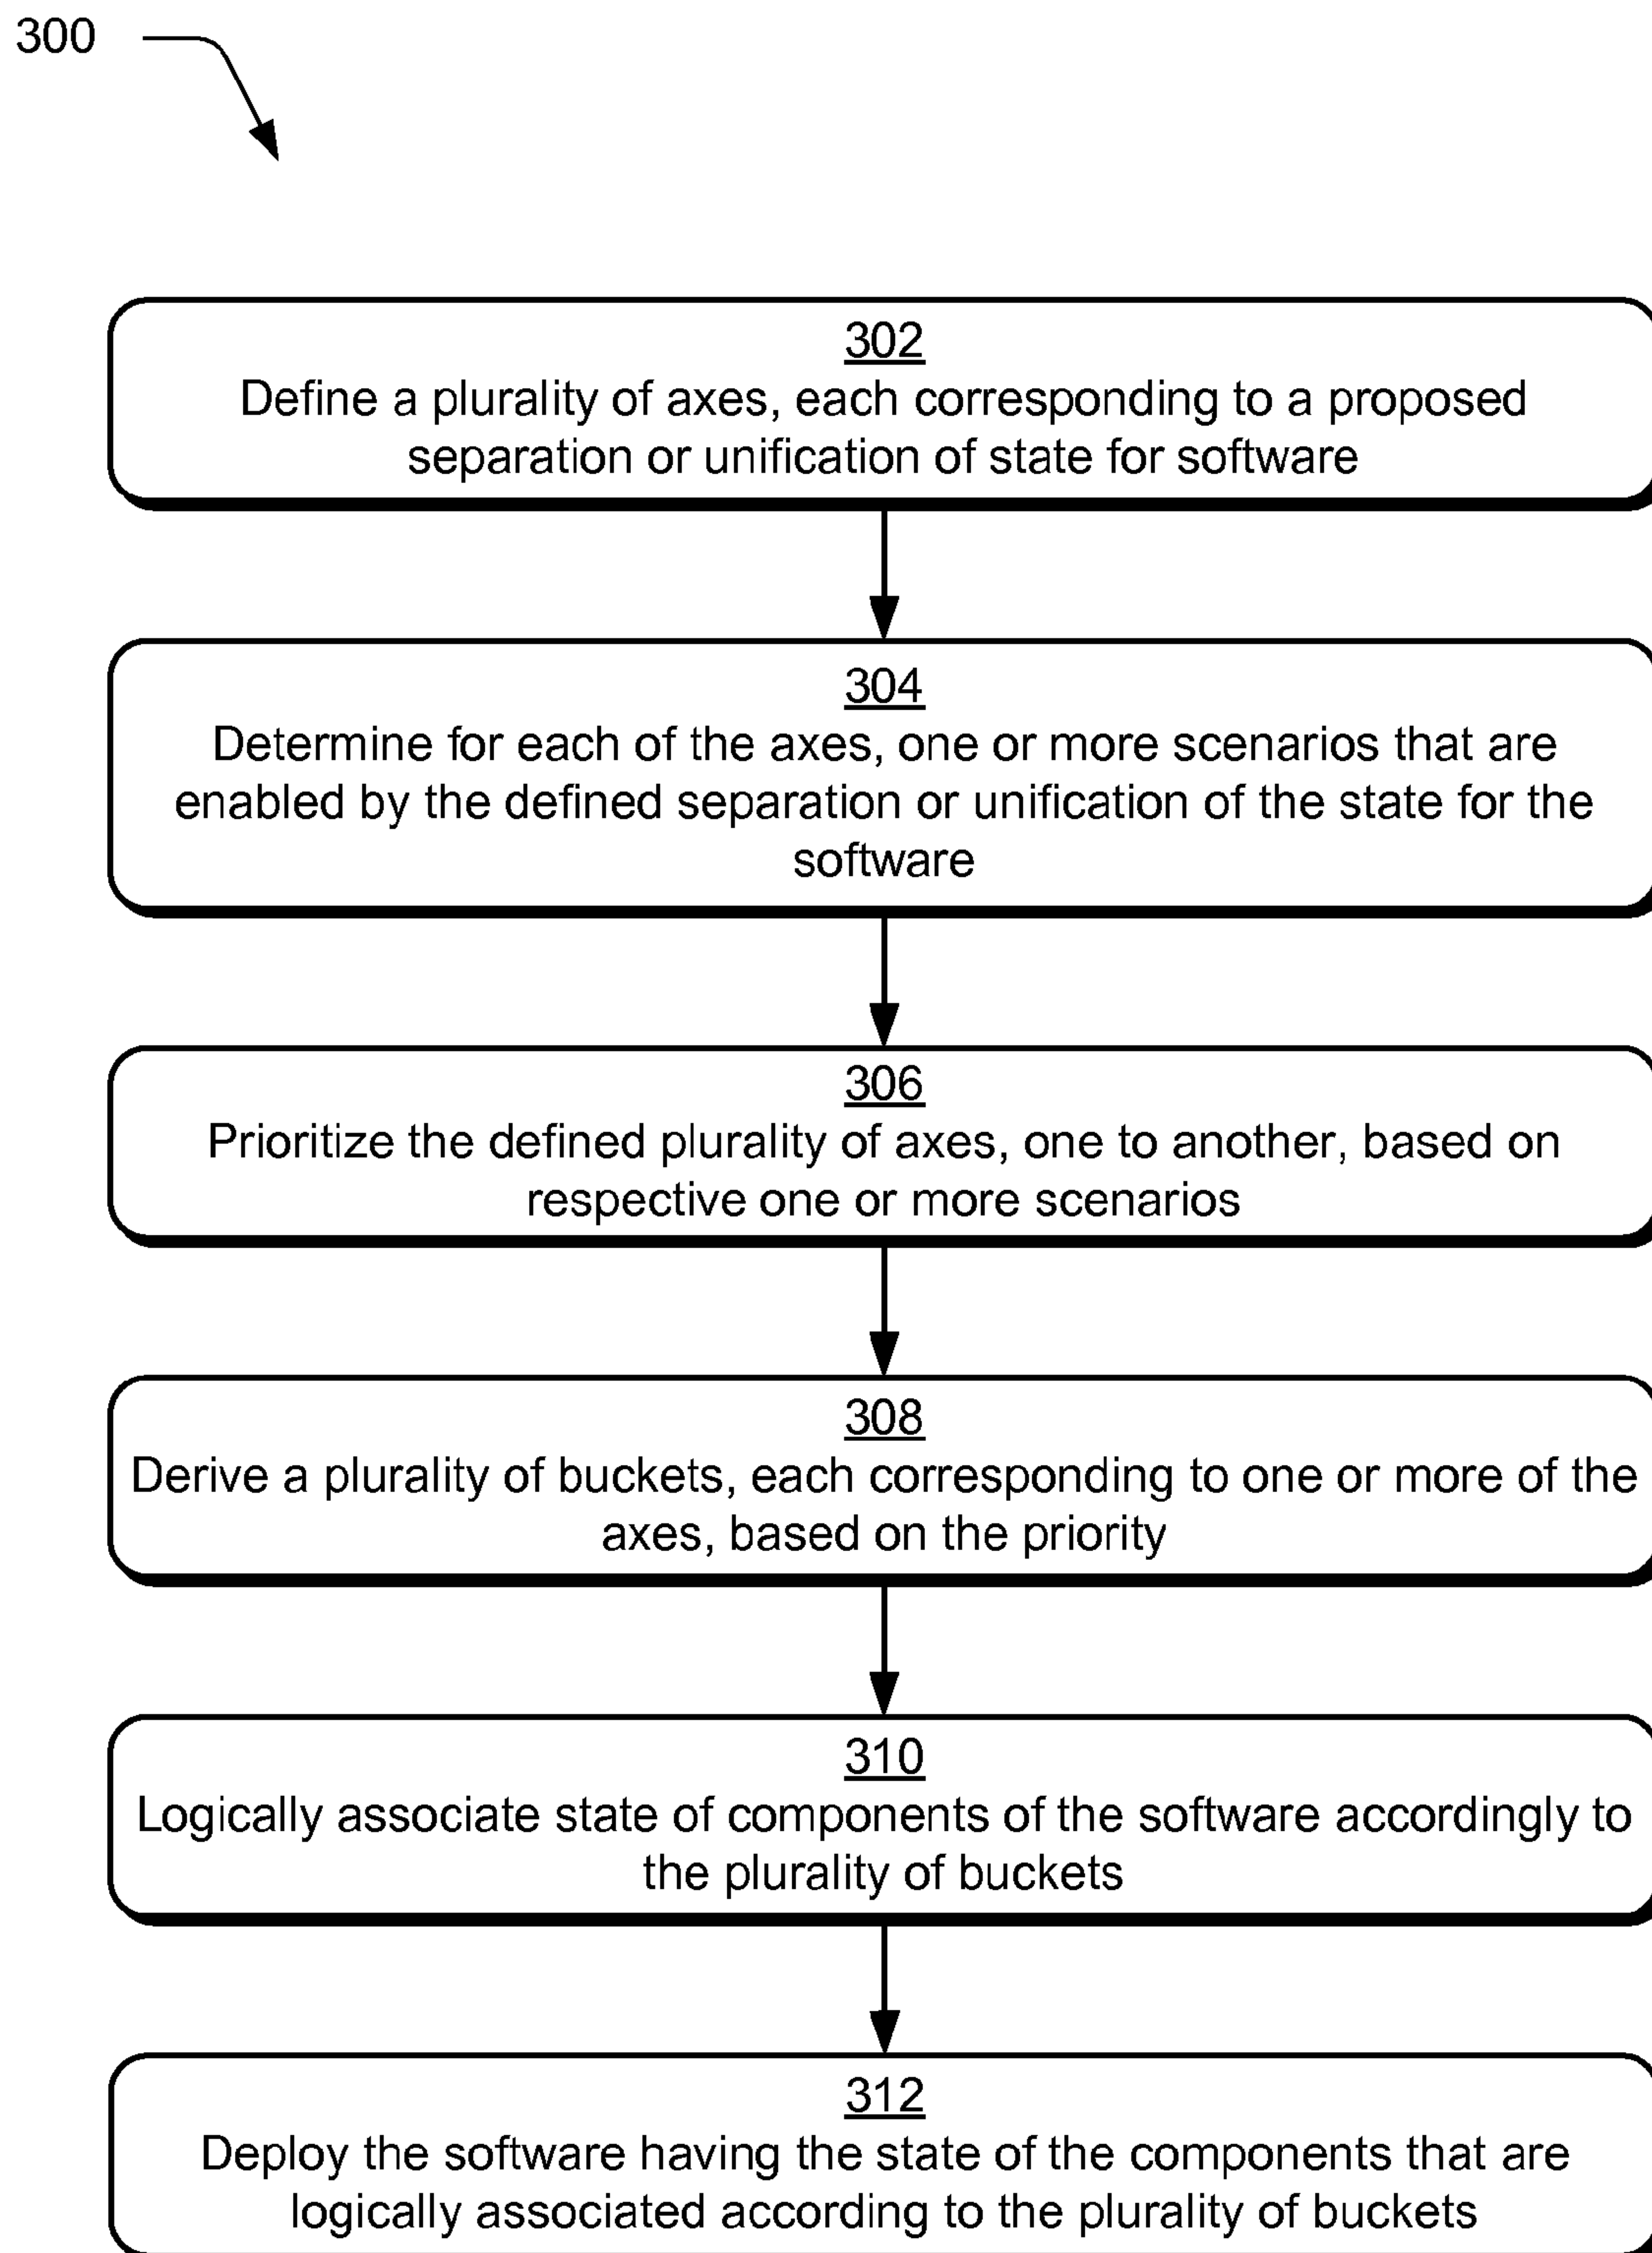 300
302
Define a plurality of axes, each corresponding to a proposed
separation or unification of state for software
304
Determine for each of the axes, one or more scenarios that are
enabled by the defined separation or unification of the state for the
software
306
Prioritize the defined plurality of axes, one to another, based on
respective one or more scenarios
308
Derive a plurality of buckets, each corresponding to one or more of the
axes, based on the priority
310
Logically associate state of components of the software accordingly to
the plurality of buckets
312
Deploy the software having the state of the components that are
logically associated according to the plurality of buckets